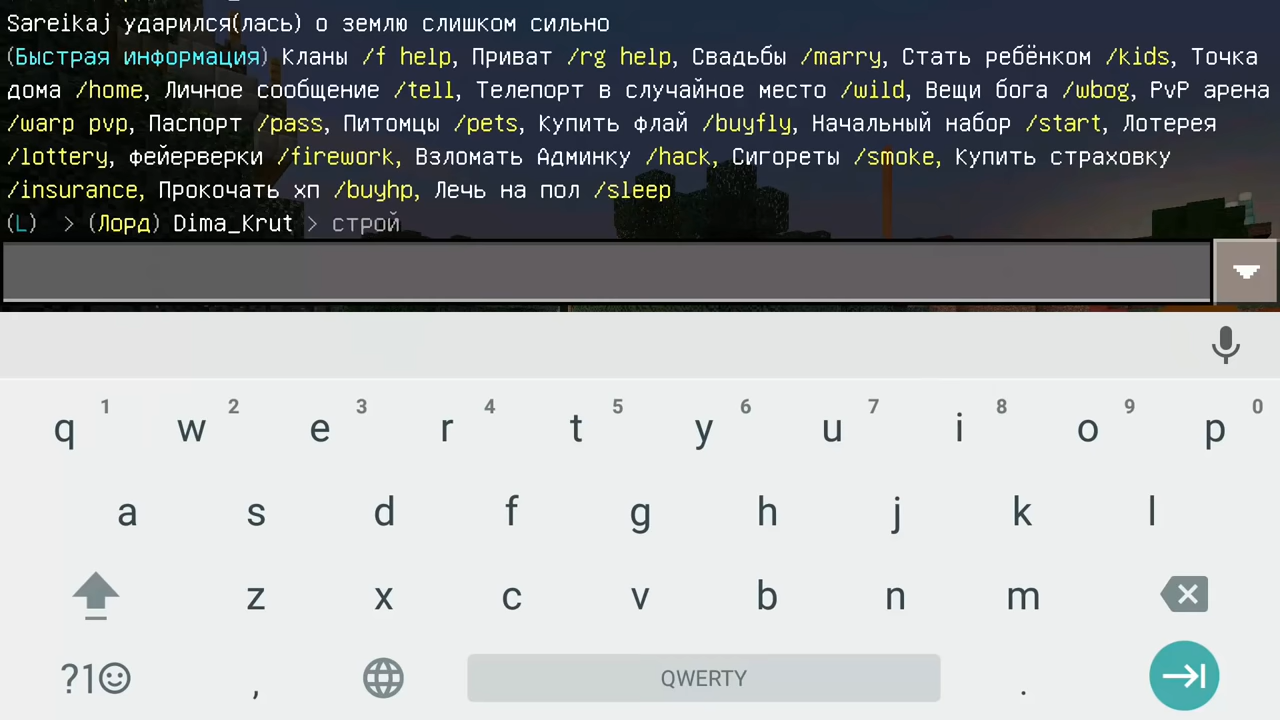 Sareikaj ударился(лась) о землю слишком сильно
(Быстрая информация) Кланы /f help, Приват /rg help, Свадьбы /marry, Стать ребёнком /kids, Точка
дома /home, Личное сообщение /tell, Телепорт в случайное место /wild, Вещи бога /wbog, PvP арена
/warp pvp, Паспорт /pass, Питомцы /pets, Купить флай /buyfly, Начальный набор /start, Лотерея
/lottery, фейерверки /firework, Взломать Админку /hack, Сигореты /smoke, Купить страховку
/insurance, Прокочать хп /buyhp, Лечь на пол /sleep
(L) > (Лорд) Dima_Krut > строй
1 2 3 4 5 6 7 8 9 0
q w e r t y u i o p
a s d f g h j k l
z x c v b n m
?1☺ , QWERTY .